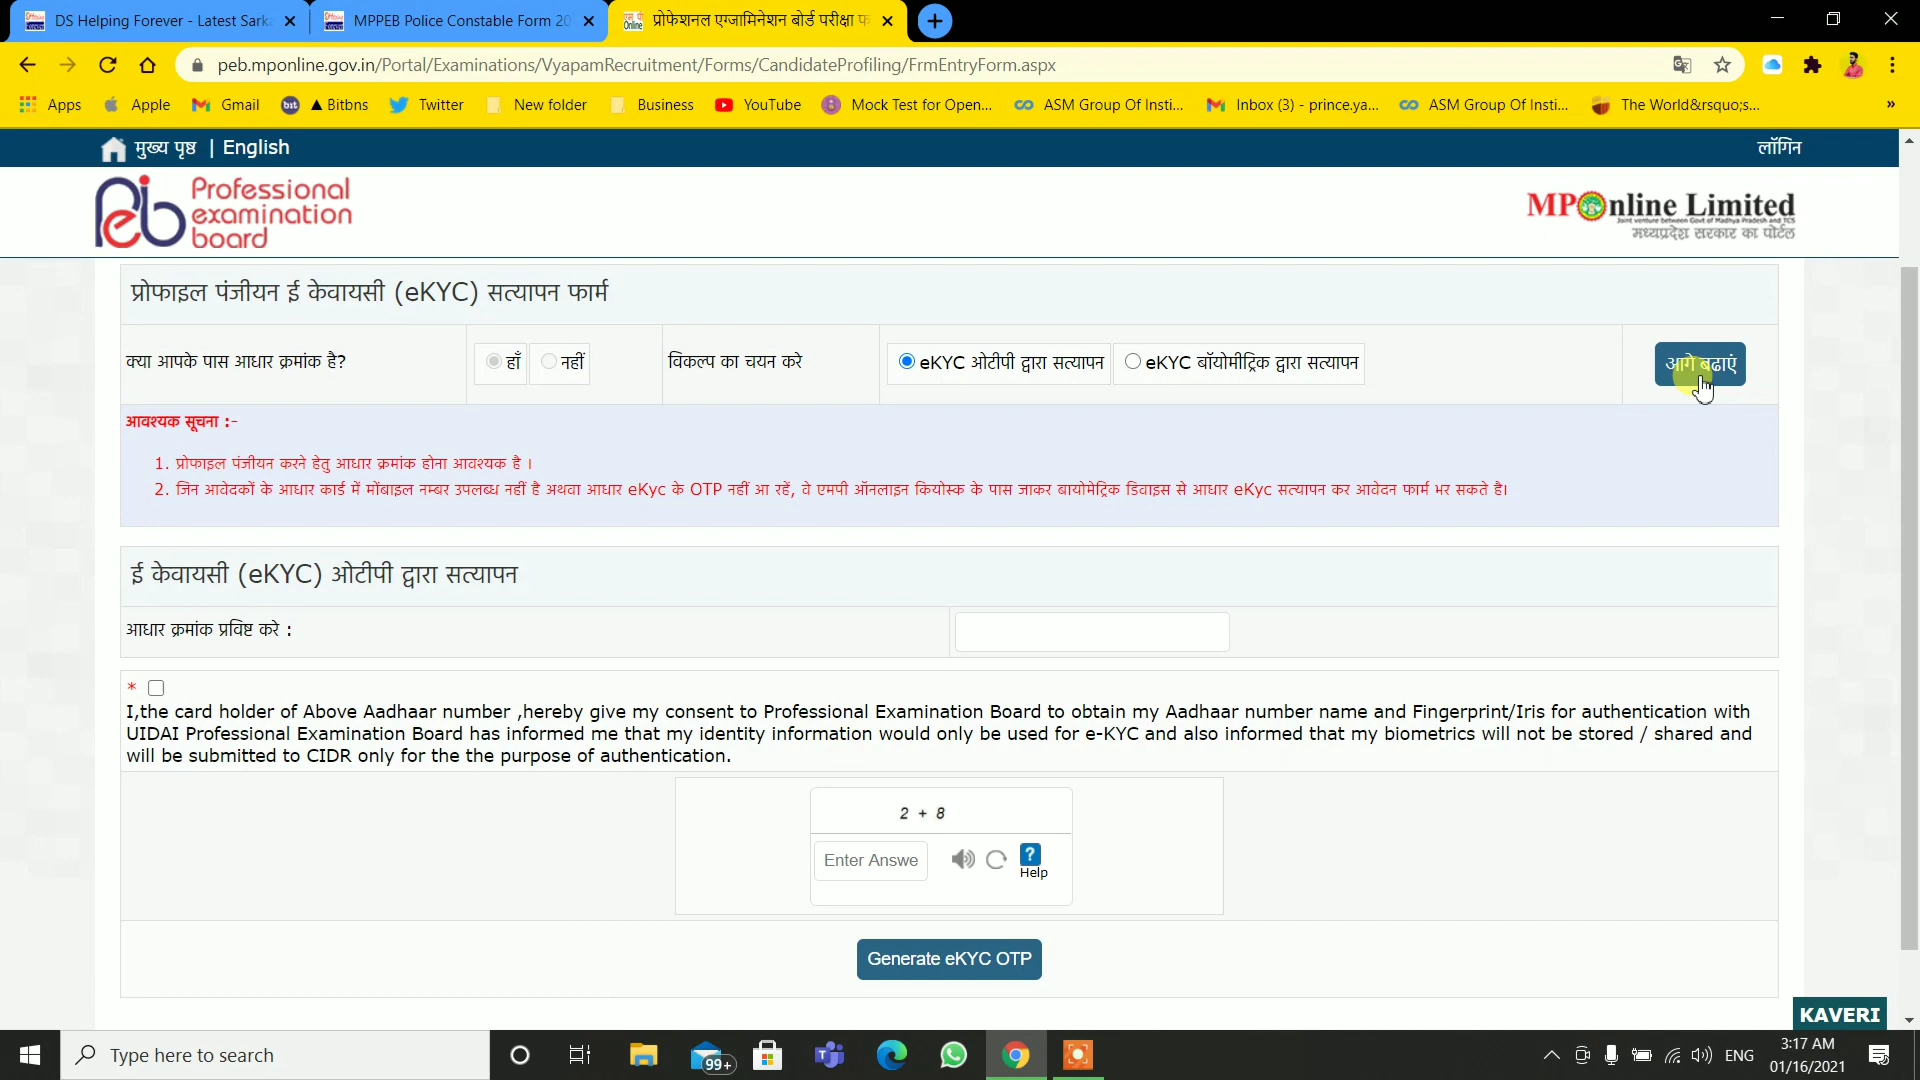 DS Helping Forever - Latest Sarka
MPPEB Police Constable Form 20
प्रोफेशनल एग्जामिनेशन बोर्ड परीक्षा फ
peb.mponline.gov.in/Portal/Examinations/VyapamRecruitment/Forms/CandidateProfiling/FrmEntryForm.aspx
Apps Apple Gmail ▲Bitbns Twitter New folder Business YouTube Mock Test for Open... ASM Group Of Insti... Inbox (3) - prince.ya... ASM Group Of Insti... The World&rsquo;s... »
मुख्य पृष्ठ | English लॉगिन
Professional
examination
board
MPOnline Limited
Joint venture between Govt of Madhya Pradesh and TCS
मध्यप्रदेश सरकार का पोर्टल
प्रोफाइल पंजीयन ई केवायसी (eKYC) सत्यापन फार्म
क्या आपके पास आधार क्रमांक है? हाँ नहीं विकल्प का चयन करे eKYC ओटीपी द्वारा सत्यापन eKYC बॉयोमीट्रिक द्वारा सत्यापन आगे बढाएं
आवश्यक सूचना :-
1. प्रोफाइल पंजीयन करने हेतु आधार क्रमांक होना आवश्यक है ।
2. जिन आवेदकों के आधार कार्ड में मोंबाइल नम्बर उपलब्ध नहीं है अथवा आधार eKyc के OTP नहीं आ रहें, वे एमपी ऑनलाइन कियोस्क के पास जाकर बायोमेट्रिक डिवाइस से आधार eKyc सत्यापन कर आवेदन फार्म भर सकते है।
ई केवायसी (eKYC) ओटीपी द्वारा सत्यापन
आधार क्रमांक प्रविष्ट करे :
*
I,the card holder of Above Aadhaar number ,hereby give my consent to Professional Examination Board to obtain my Aadhaar number name and Fingerprint/Iris for authentication with
UIDAI Professional Examination Board has informed me that my identity information would only be used for e-KYC and also informed that my biometrics will not be stored / shared and
will be submitted to CIDR only for the the purpose of authentication.
2 + 8
Enter Answe
?
Help
Generate eKYC OTP
KAVERI
Type here to search
99+
ENG
3:17 AM
01/16/2021